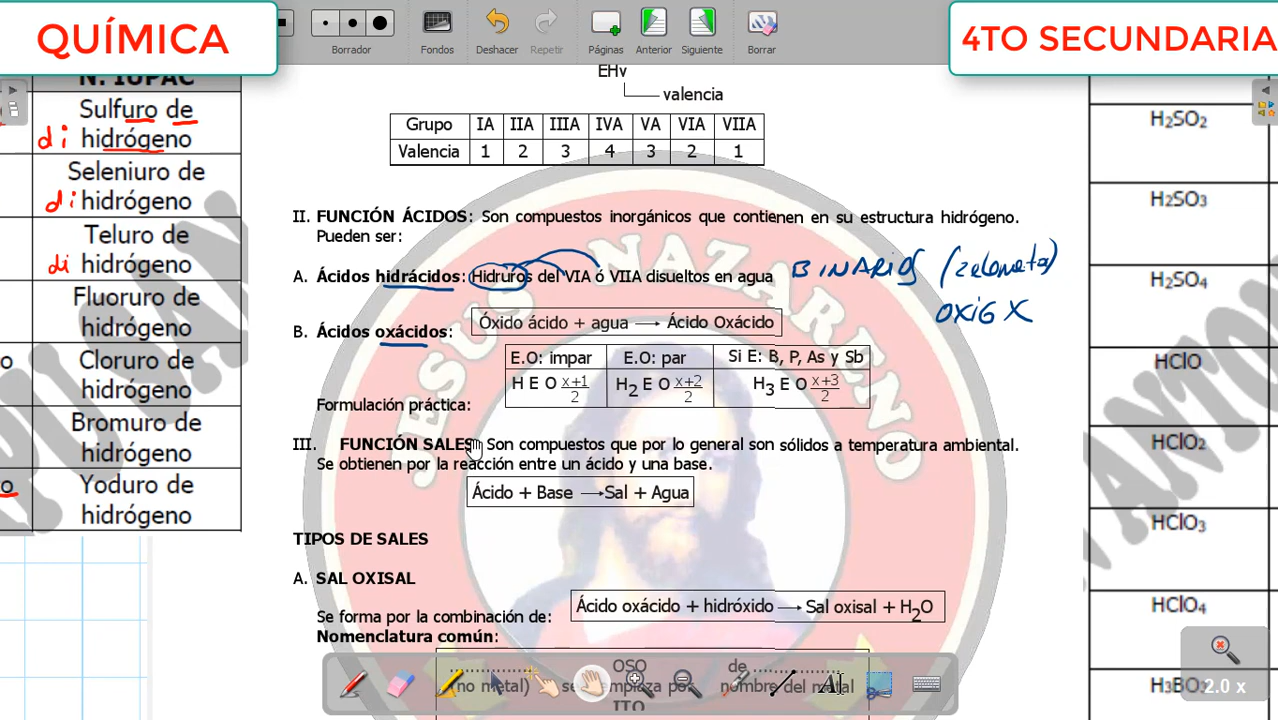 QUÍMICA
4TO SECUNDARIA
Borrador
Fondos
Deshacer
Repetir
Páginas
Anterior
Siguiente
Borrar
N. IUPAC
Sulfuro de
di hidrógeno
Seleniuro de
di hidrógeno
Teluro de
di hidrógeno
Fluoruro de
hidrógeno
Cloruro de
hidrógeno
Bromuro de
hidrógeno
Yoduro de
hidrógeno
EHv
valencia
Grupo IA IIA IIIA IVA VA VIA VIIA
Valencia 1 2 3 4 3 2 1
II. FUNCIÓN ÁCIDOS: Son compuestos inorgánicos que contienen en su estructura hidrógeno.
Pueden ser:
A. Ácidos hidrácidos: Hidruros del VIA ó VIIA disueltos en agua BINARIOS (2elemetos)
OXIG X
B. Ácidos oxácidos: Óxido ácido + agua → Ácido Oxácido
E.O: impar E.O: par Si E: B, P, As y Sb
H E O x+1/2 H2 E O x+2/2 H3 E O x+3/2
Formulación práctica:
III. FUNCIÓN SALES Son compuestos que por lo general son sólidos a temperatura ambiental.
Se obtienen por la reacción entre un ácido y una base.
Ácido + Base → Sal + Agua
TIPOS DE SALES
A. SAL OXISAL
Se forma por la combinación de: Ácido oxácido + hidróxido → Sal oxisal + H2O
Nomenclatura común:
OSO de
(no metal) se nombre del metal
ITO
H2SO2
H2SO3
H2SO4
HClO
HClO2
HClO3
HClO4
2.0 x